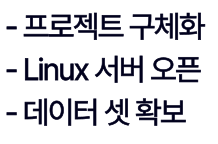 - 프로젝트 구체화
- Linux 서버 오픈
- 데이터 셋 확보